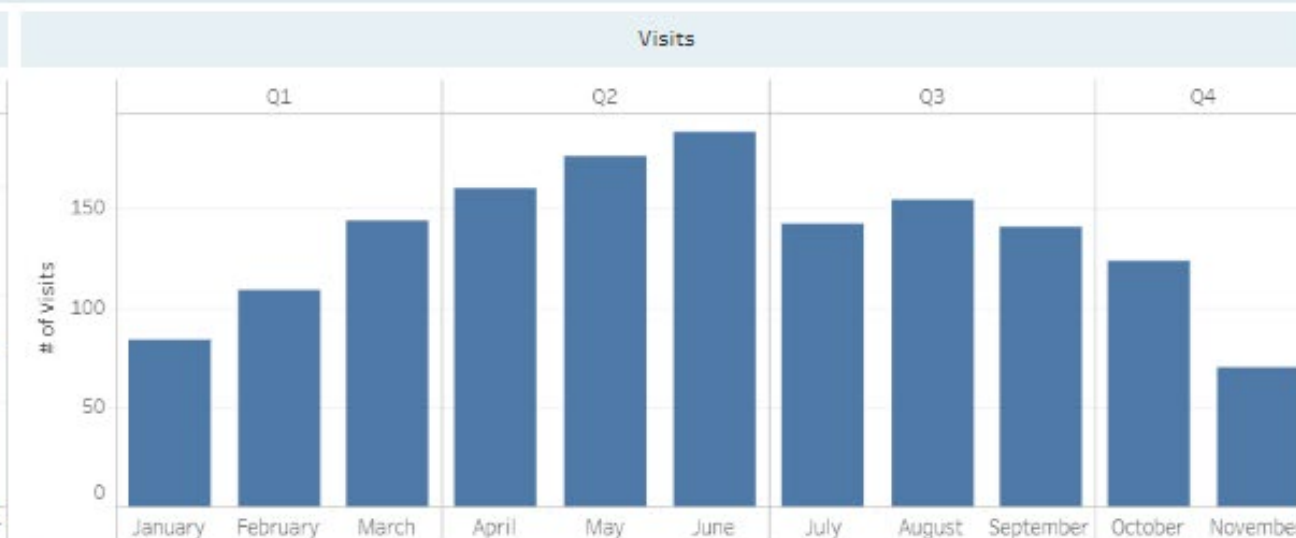 Visits
Q1 Q2 Q3 Q4
150
# of Visits
100
50
0
January February March April May June July August September October Novembe